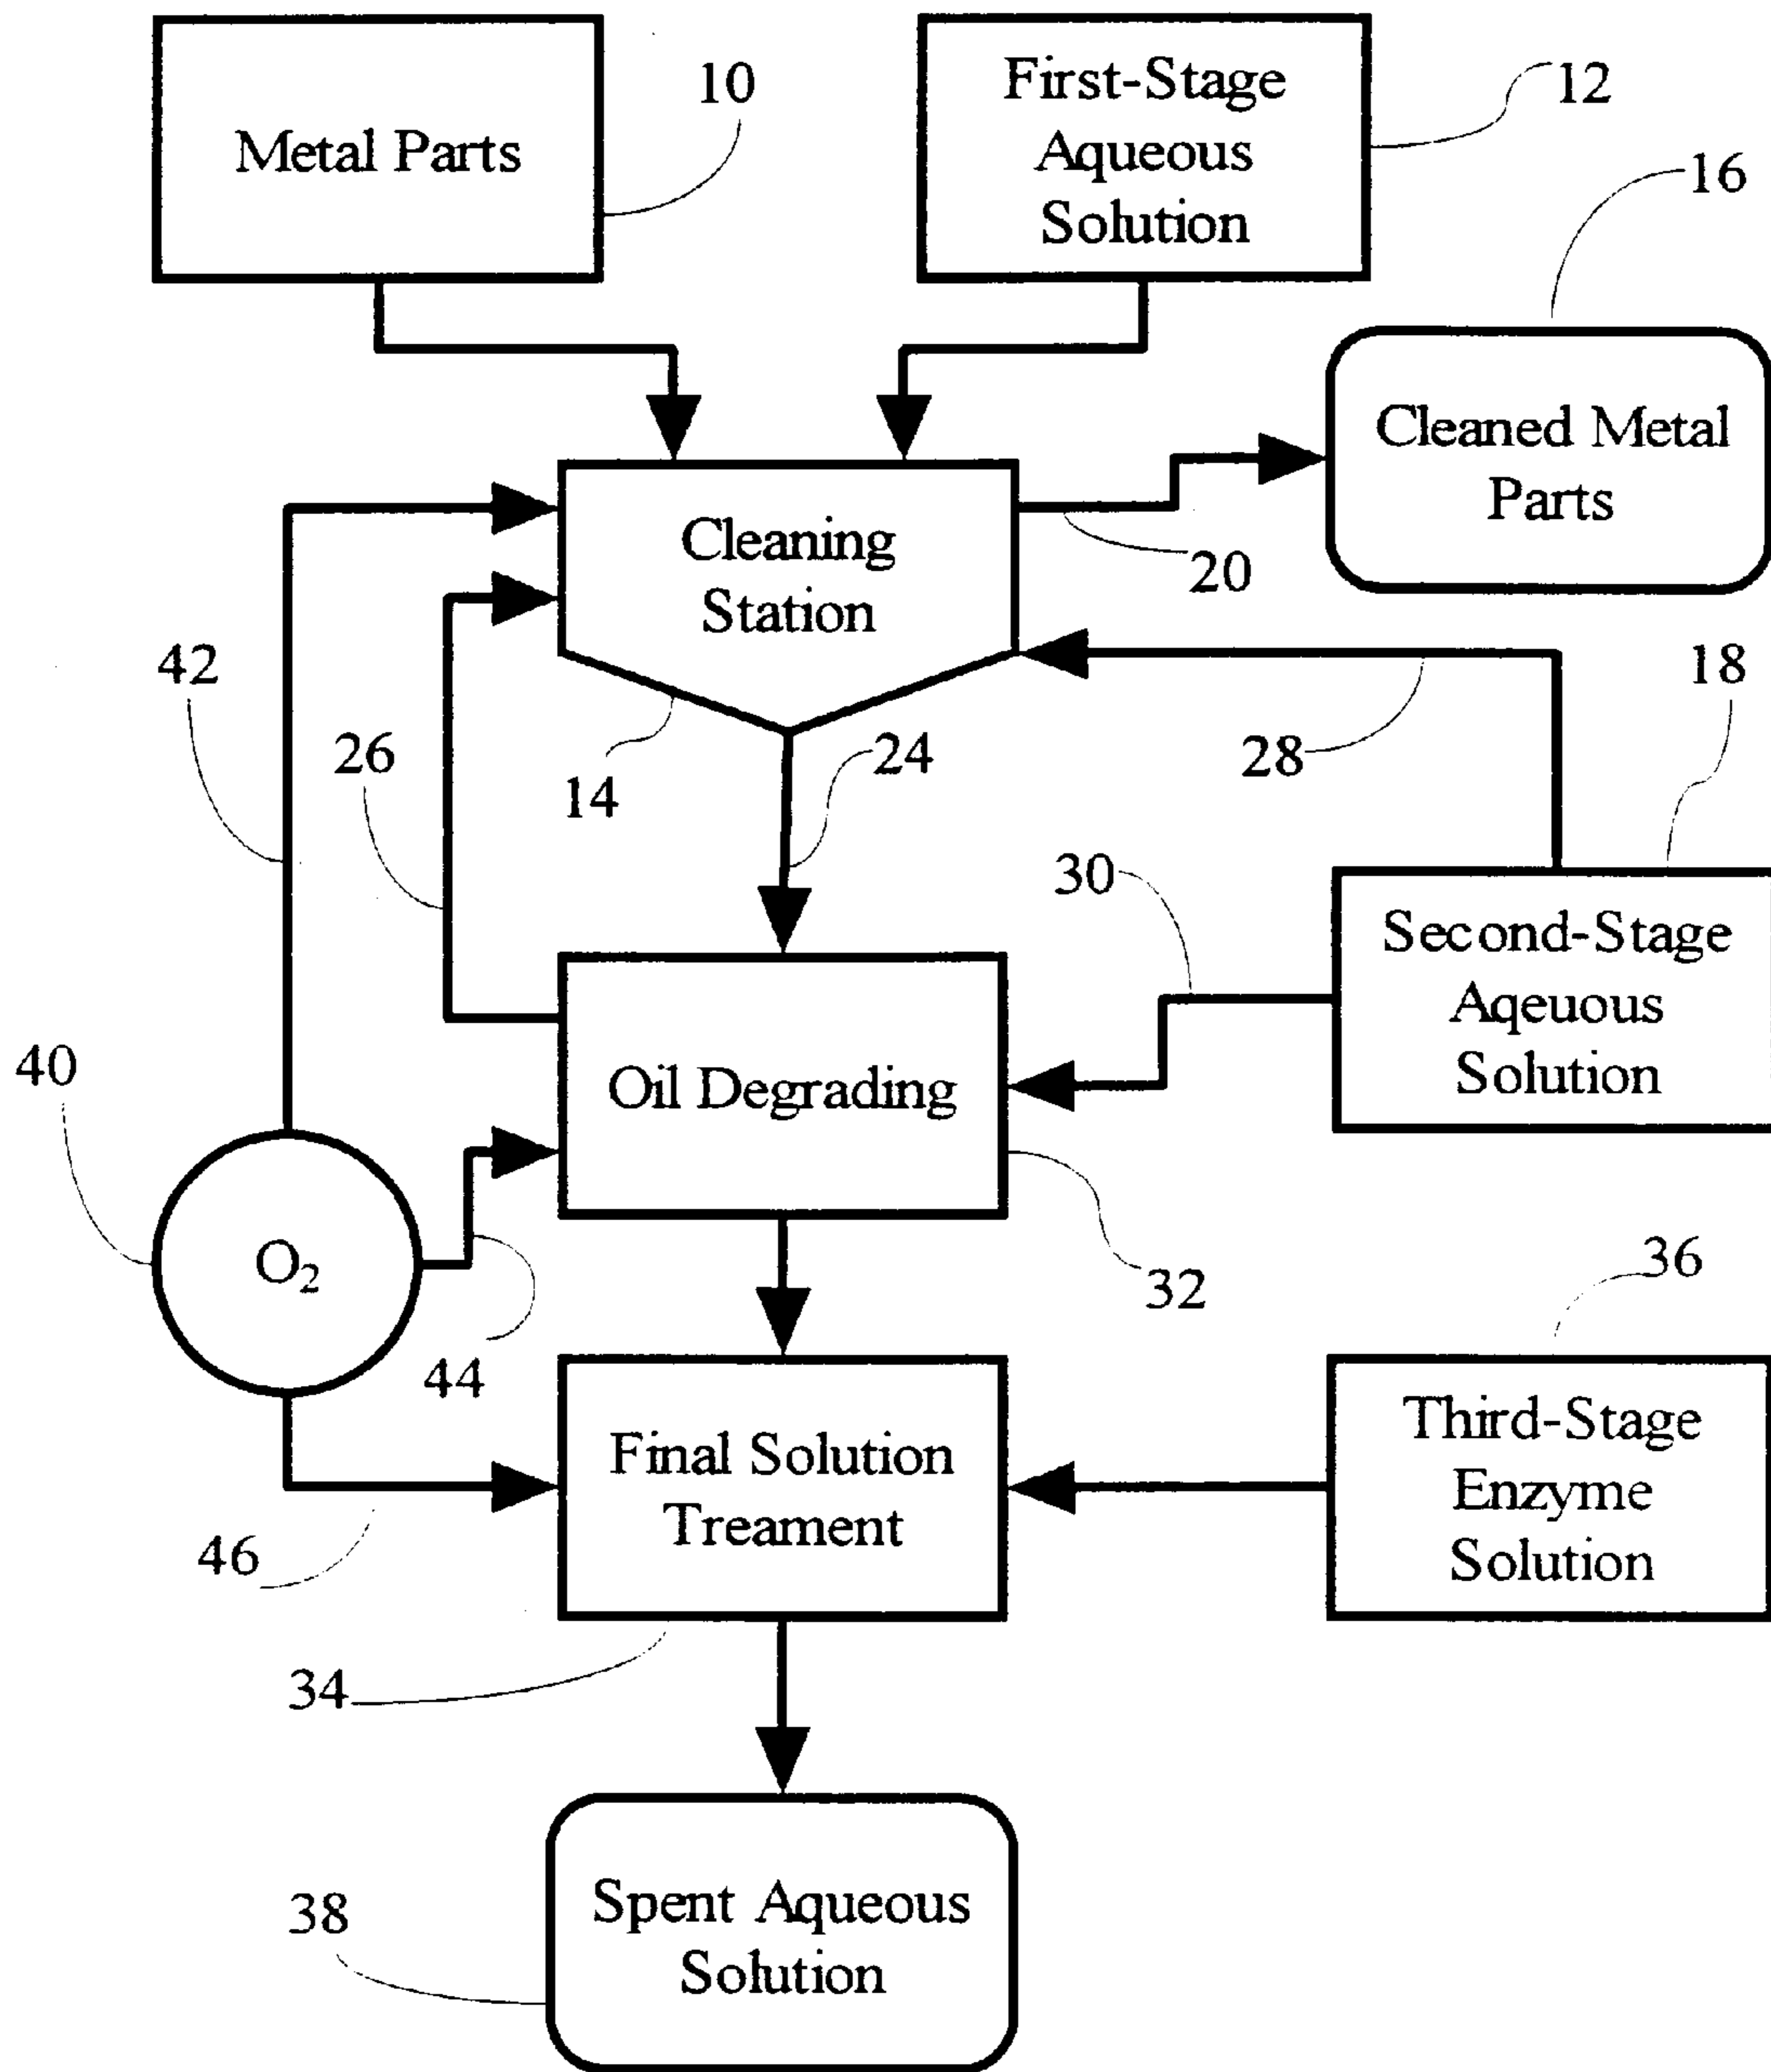 10
12
Metal Parts
First-Stage
Aqueous
Solution
16
Cleaned Metal
Parts
Cleaning
Station
20
42
26
14
24
28
18
30
Second-Stage
Aqeuous
Solution
40
Oil Degrading
O₂
32
36
44
Final Solution
Treament
Third-Stage
Enzyme
Solution
46
34
38
Spent Aqueous
Solution